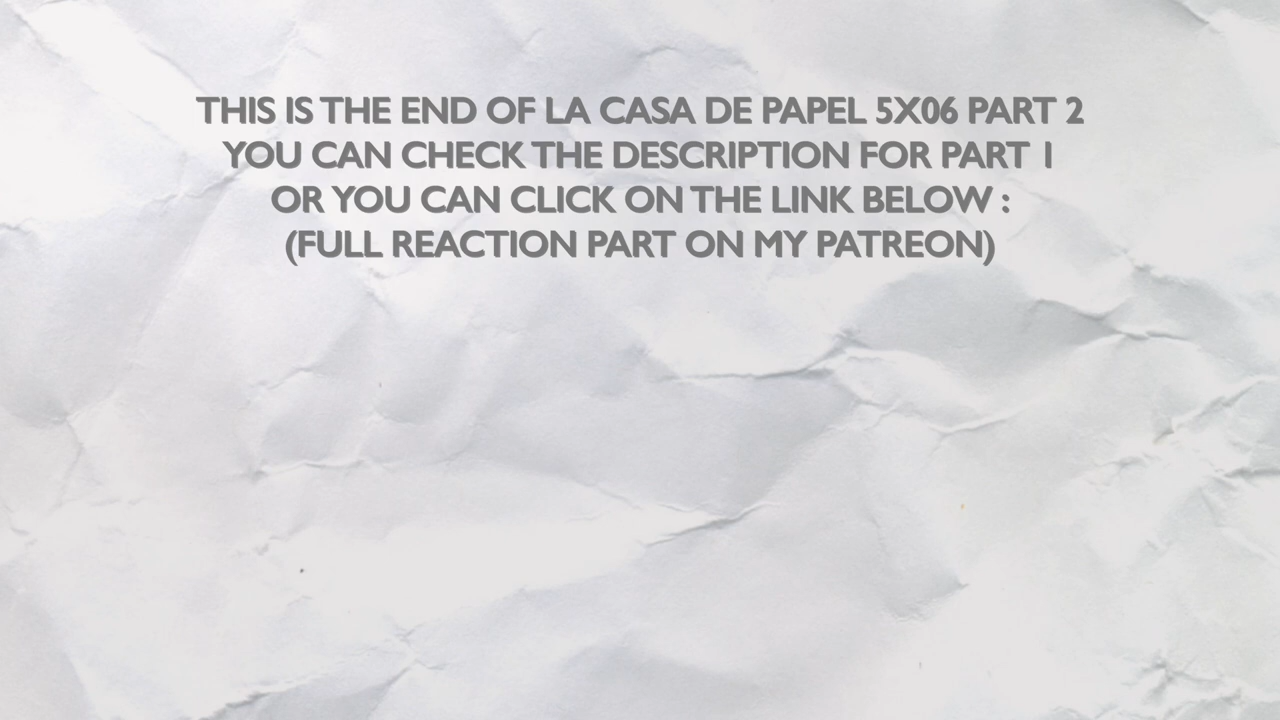 THIS IS THE END OF LA CASA DE PAPEL 5X06 PART 2
YOU CAN CHECK THE DESCRIPTION FOR PART 1
OR YOU CAN CLICK ON THE LINK BELOW :
(FULL REACTION PART ON MY PATREON)